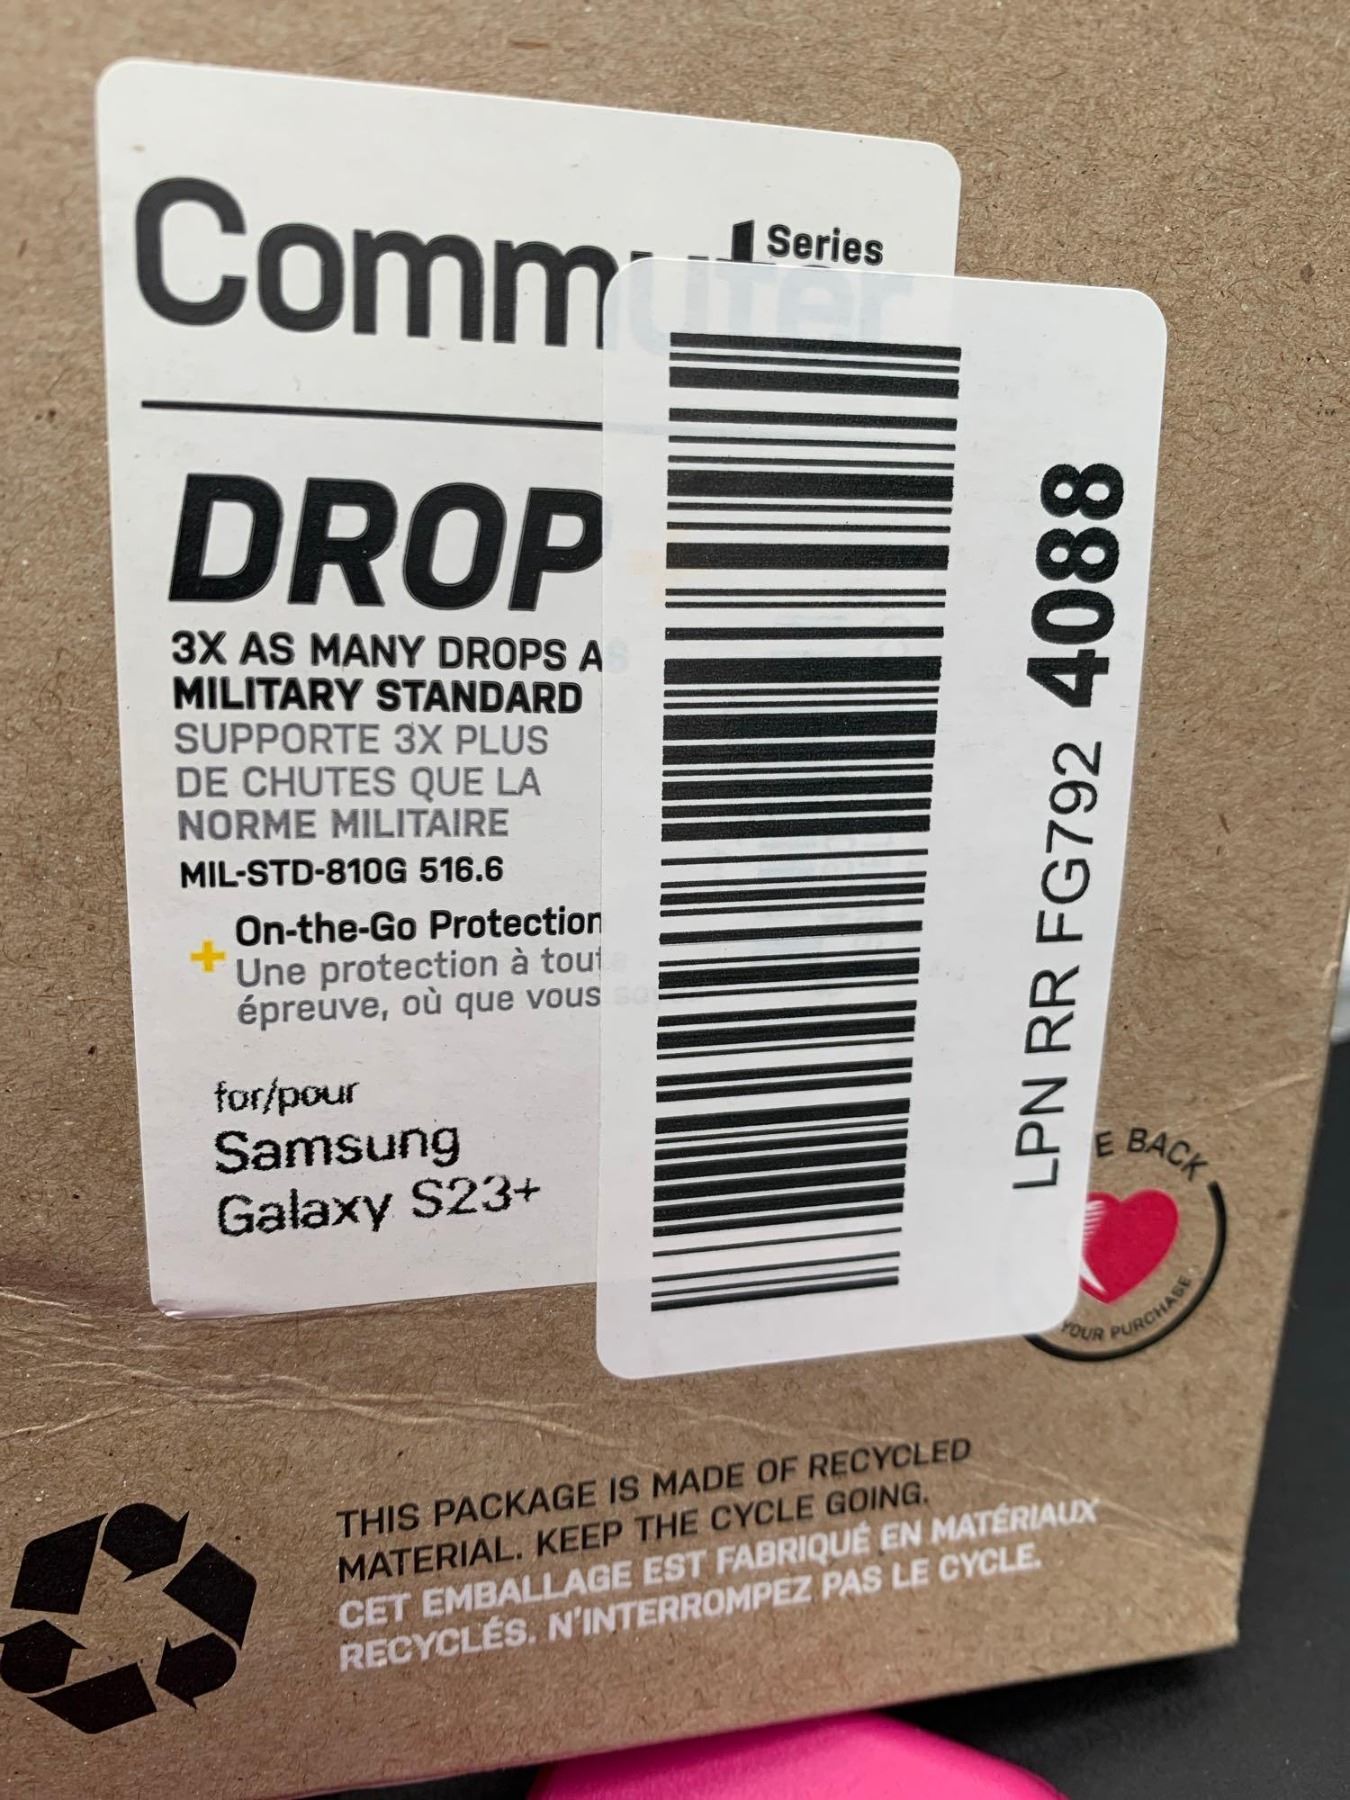 Commuter
Series
DROP+
3X AS MANY DROPS AS
MILITARY STANDARD
SUPPORTE 3X PLUS
DE CHUTES QUE LA
NORME MILITAIRE
MIL-STD-810G 516.6
+ On-the-Go Protection
Une protection à tout
épreuve, où que vous
for/pour
Samsung
Galaxy S23+
LPN RR FG792 4088
E BACK
YOUR PURCHASE
THIS PACKAGE IS MADE OF RECYCLED
MATERIAL. KEEP THE CYCLE GOING.
CET EMBALLAGE EST FABRIQUÉ EN MATÉRIAUX
RECYCLÉS. N'INTERROMPEZ PAS LE CYCLE.